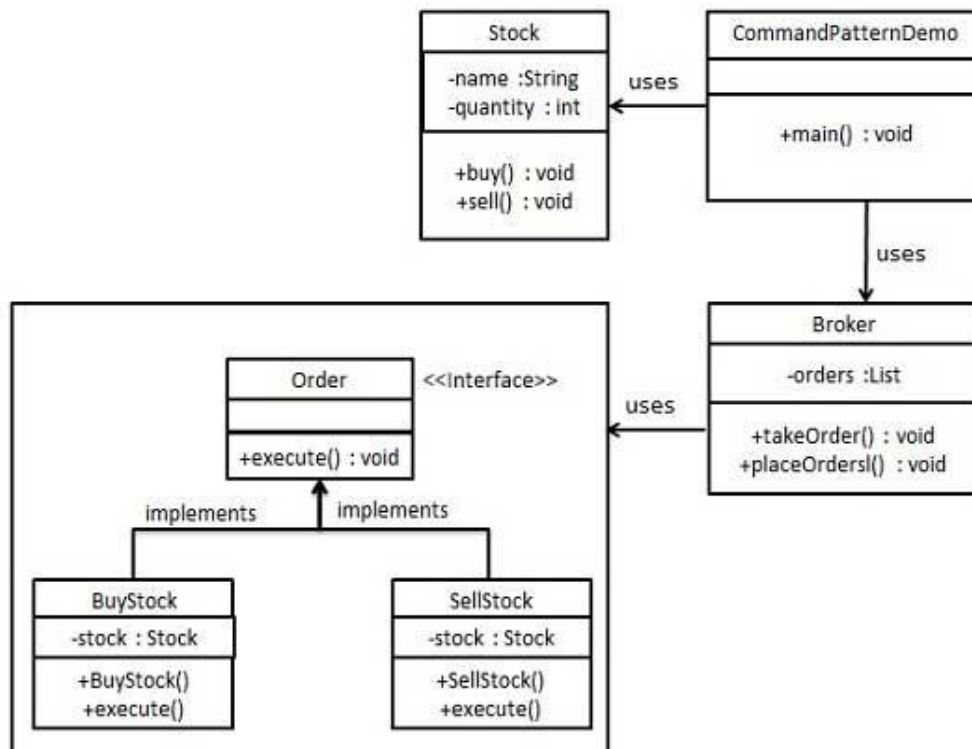 Stock
-name :String
-quantity : int
+buy() : void
+sell() : void
uses
CommandPatternDemo
+main() : void
uses
Broker
-orders :List
+takeOrder() : void
+placeOrdersl() : void
uses
Order
<<Interface>>
+execute() : void
implements
implements
BuyStock
-stock : Stock
+BuyStock()
+execute()
SellStock
-stock : Stock
+SellStock()
+execute()